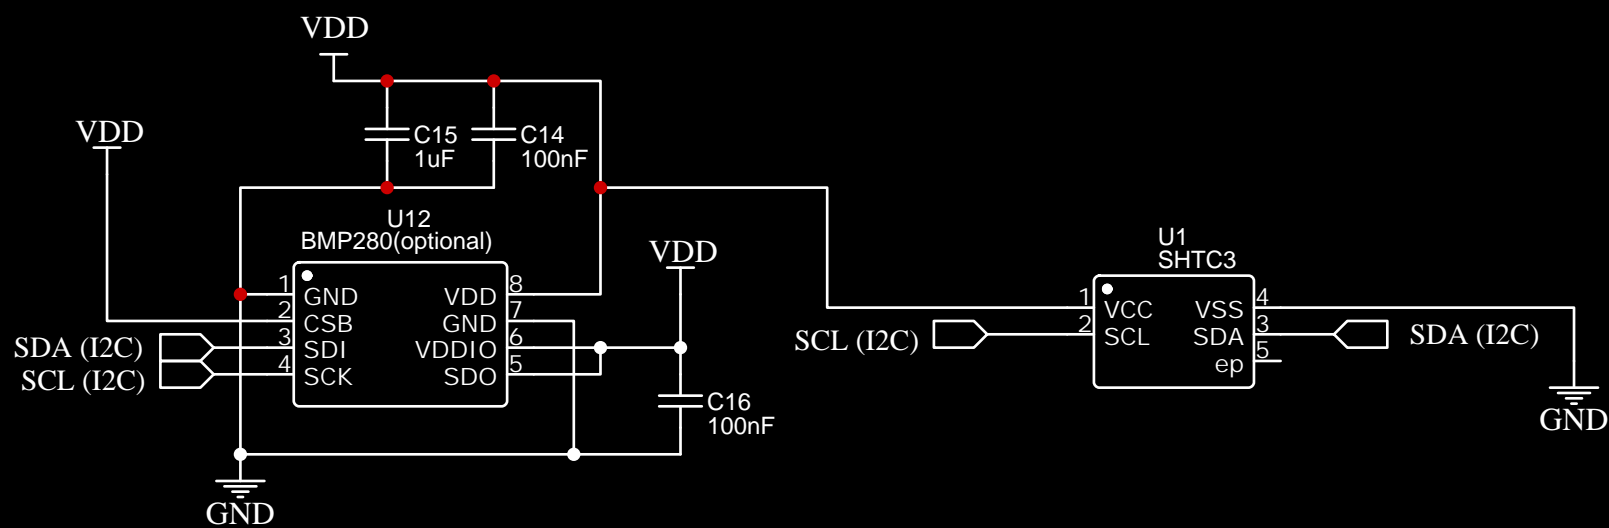 VDD
VDD
C15
1uF
C14
100nF
U12
BMP280(optional)
1
GND
2
CSB
3
SDI
4
SCK
VDD
8
GND
7
VDDIO
6
SDO
5
SDA (I2C)
SCL (I2C)
VDD
C16
100nF
GND
U1
SHTC3
1
VCC
2
SCL
VSS
4
SDA
3
ep
5
SCL (I2C)
SDA (I2C)
GND